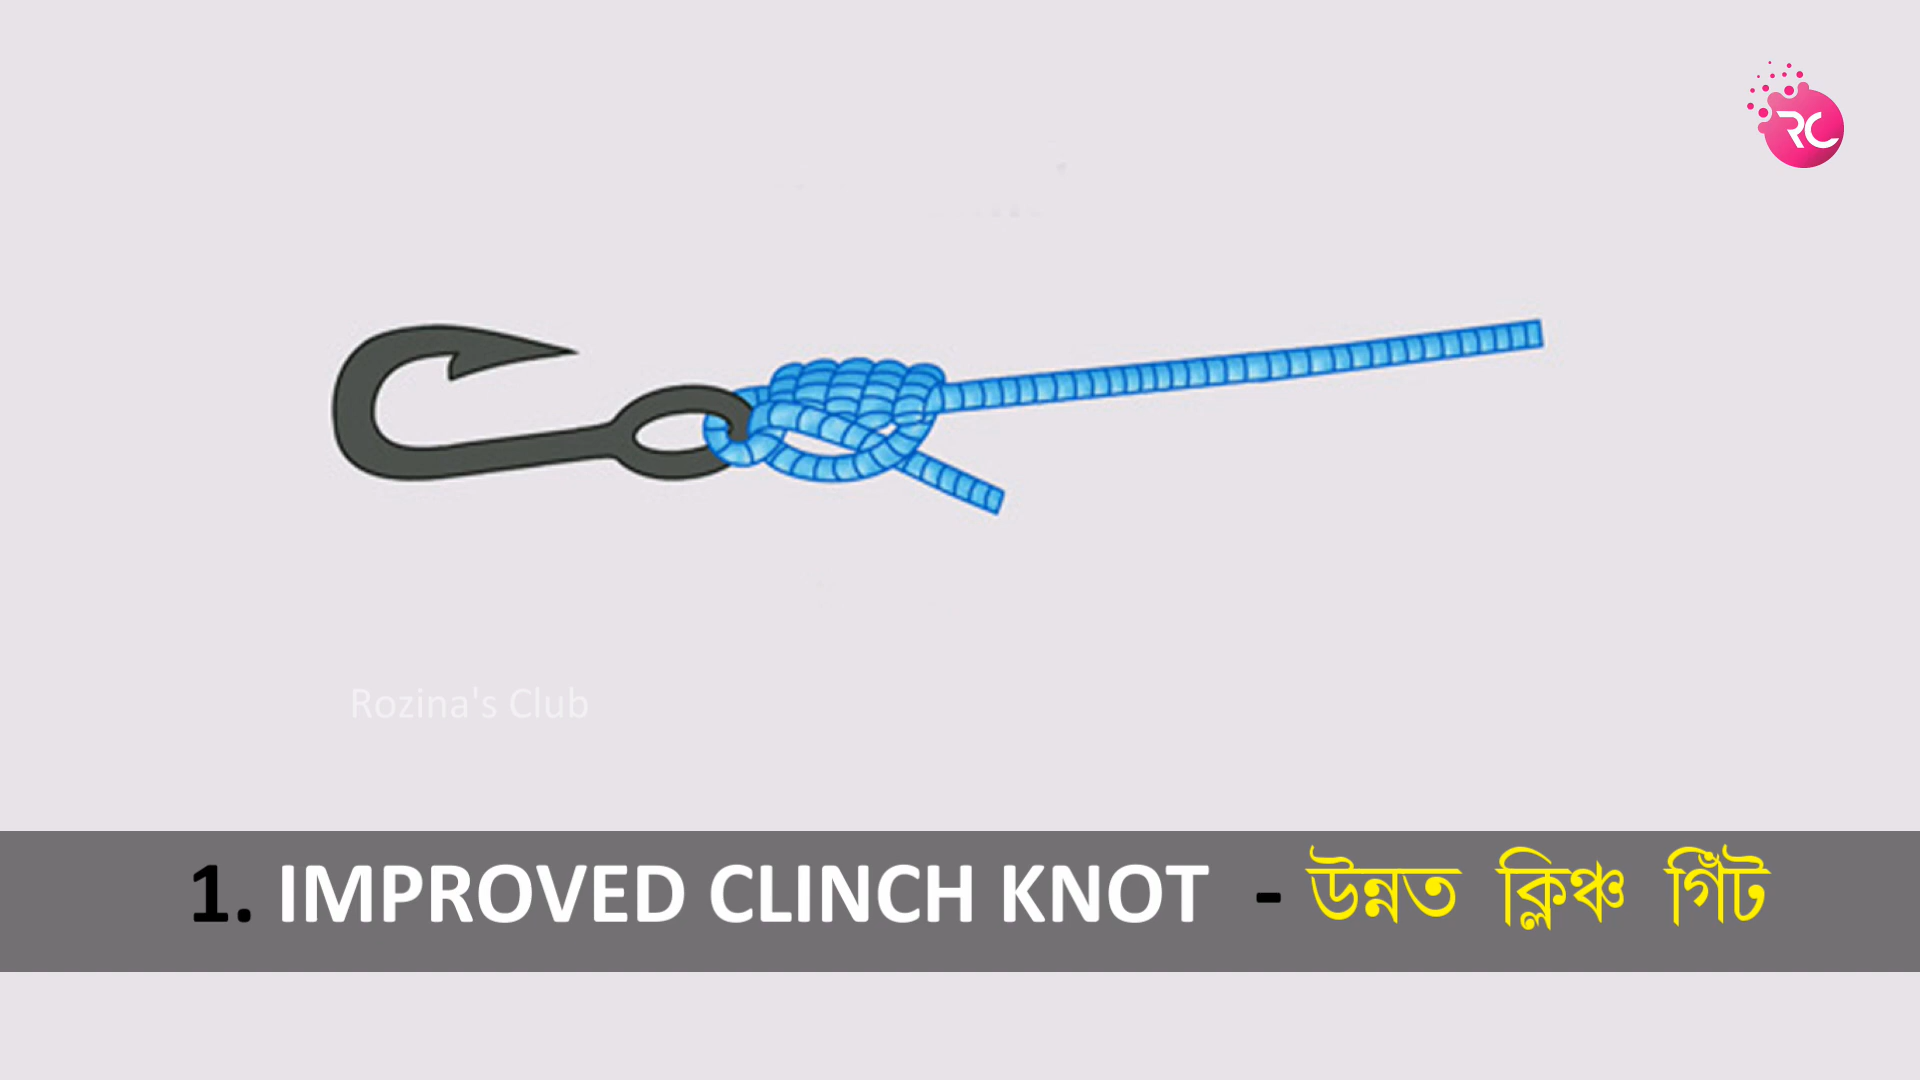 RC
Rozina's Club
1. IMPROVED CLINCH KNOT - উন্নত ক্লিঞ্চ গিঁট